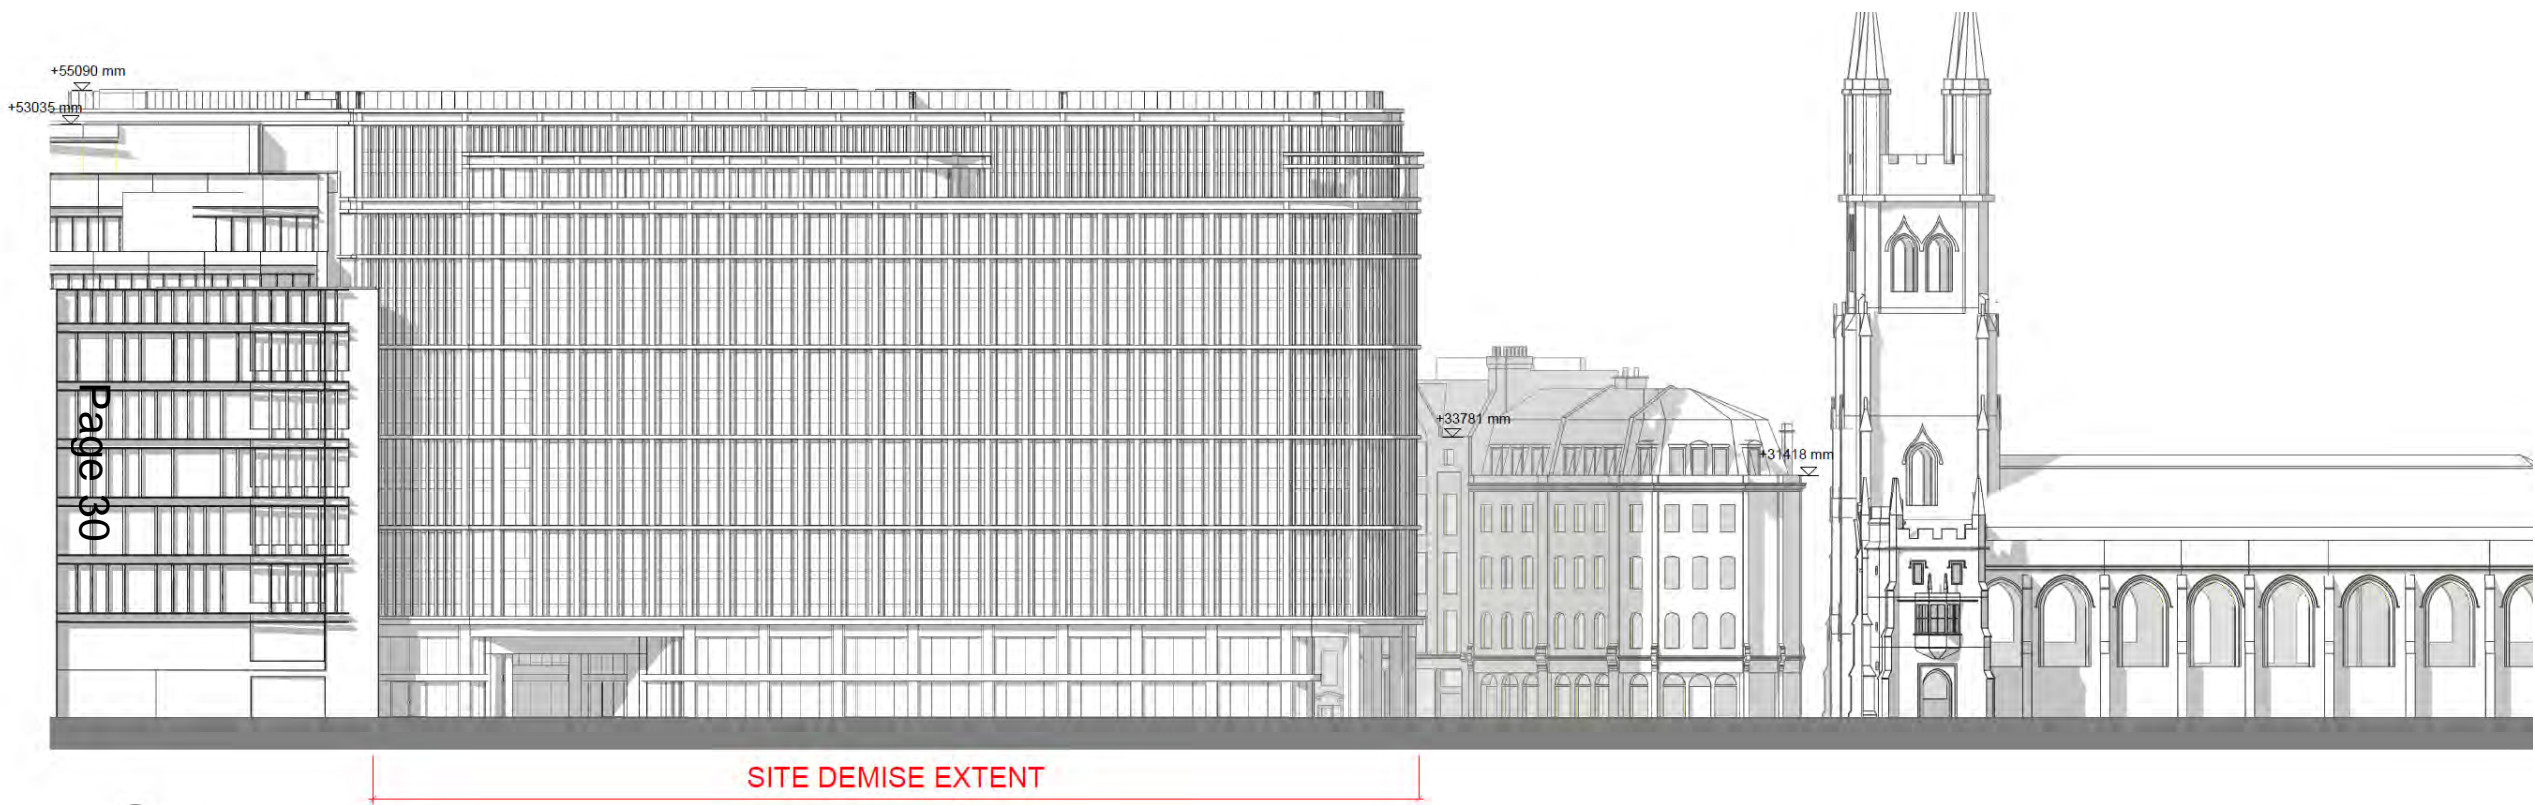 +55090 mm
+53035 mm
+33781 mm
+31418 mm
Page 30
SITE DEMISE EXTENT